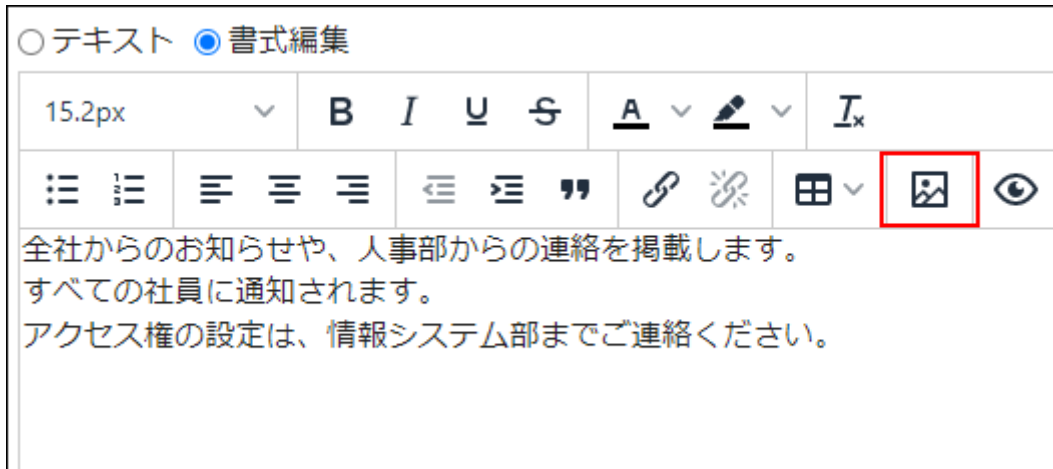 テキスト 書式編集
15.2px B I U S A Tx
全社からのお知らせや、人事部からの連絡を掲載します。
すべての社員に通知されます。
アクセス権の設定は、情報システム部までご連絡ください。